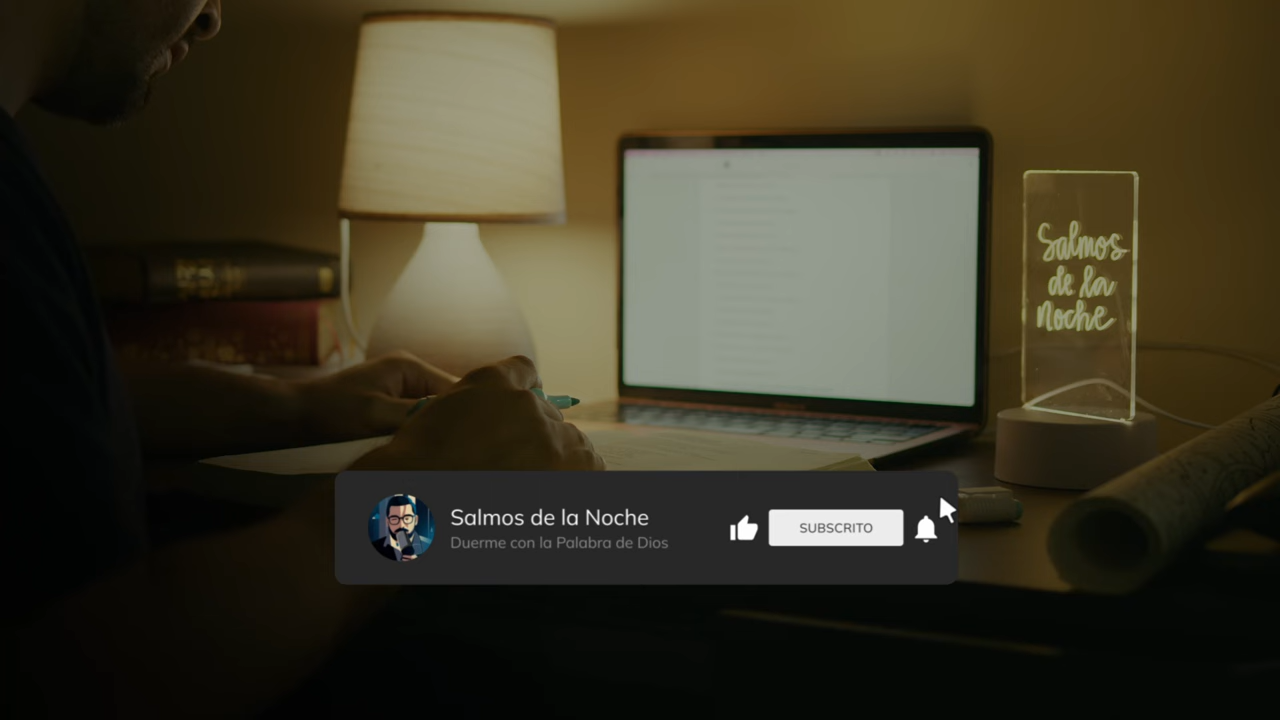 Salmos
de la
Noche
Salmos de la Noche
Duerme con la Palabra de Dios
SUBSCRITO